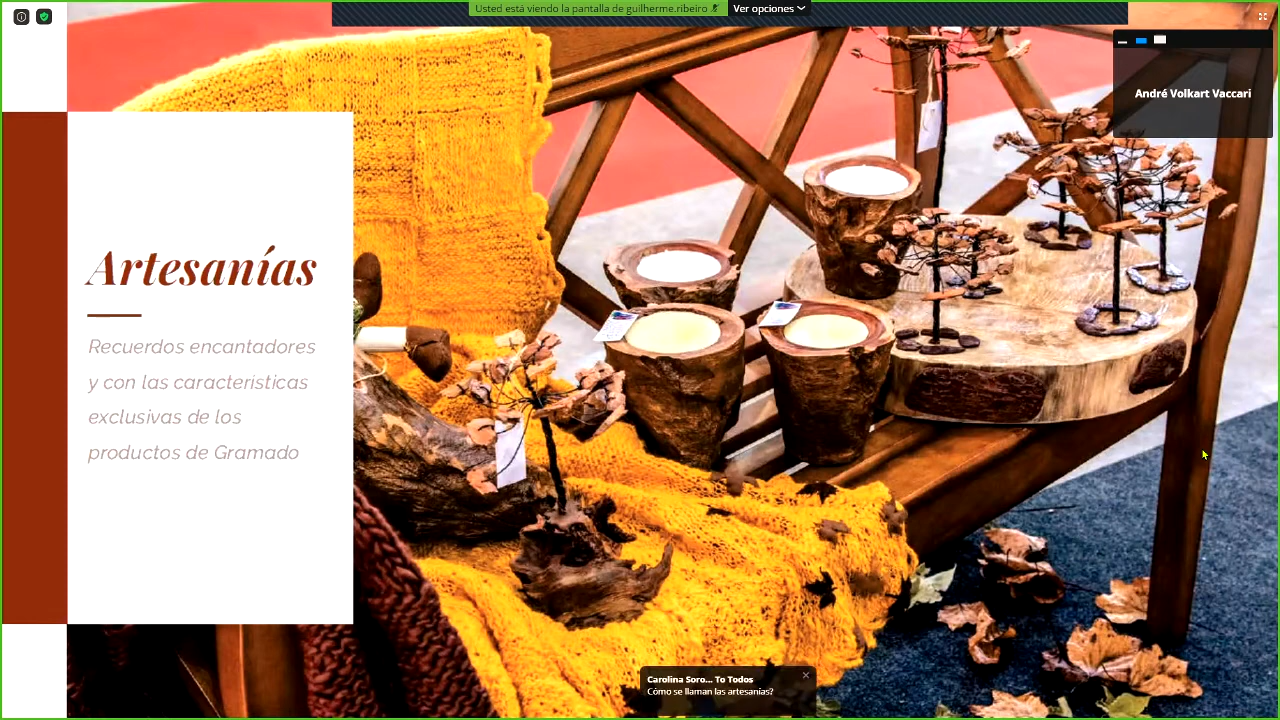 Usted está viendo la pantalla de guilherme.ribeiro
Ver opciones
André Volkart Vaccari
Artesanías
Recuerdos encantadores
y con las caracteristicas
exclusivas de los
productos de Gramado
Carolina Soro... To Todos
Cómo se llaman las artesanías?